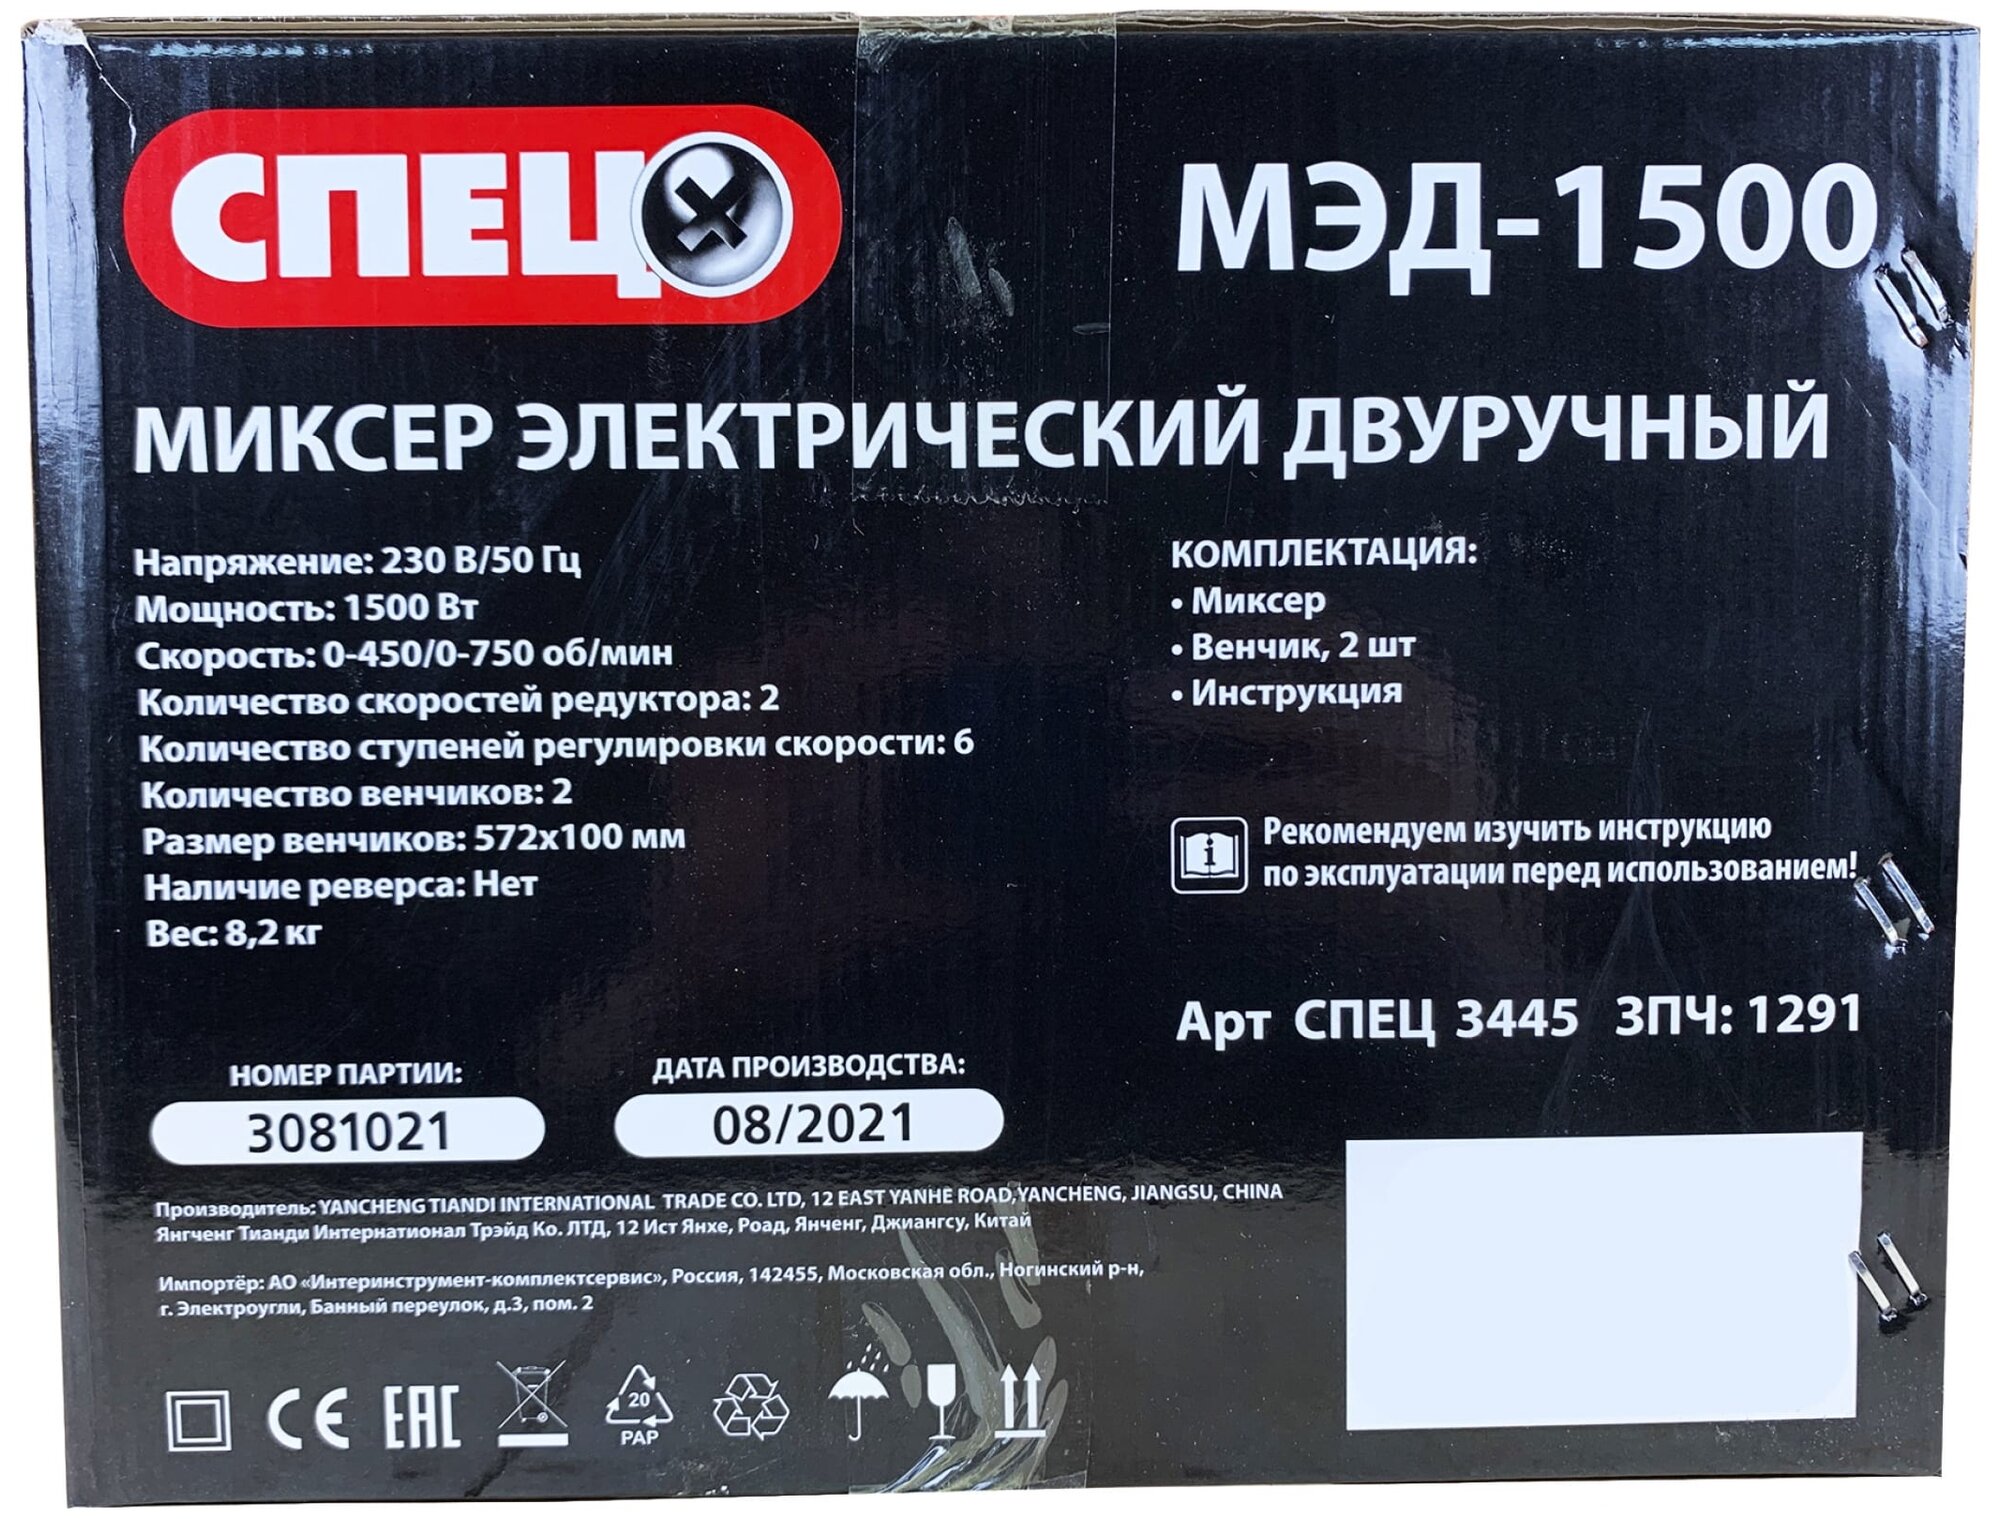 СПЕЦ
МЭД-1500
МИКСЕР ЭЛЕКТРИЧЕСКИЙ ДВУРУЧНЫЙ
Напряжение: 230 В/50 Гц
Мощность: 1500 Вт
Скорость: 0-450/0-750 об/мин
Количество скоростей редуктора: 2
Количество ступеней регулировки скорости: 6
Количество венчиков: 2
Размер венчиков: 572х100 мм
Наличие реверса: Нет
Вес: 8,2 кг
КОМПЛЕКТАЦИЯ:
• Миксер
• Венчик, 2 шт
• Инструкция
i
Рекомендуем изучить инструкцию
по эксплуатации перед использованием!
Арт СПЕЦ 3445 ЗПЧ: 1291
НОМЕР ПАРТИИ:
3081021
ДАТА ПРОИЗВОДСТВА:
08/2021
Производитель: YANCHENG TIANDI INTERNATIONAL TRADE CO. LTD, 12 EAST YANHE ROAD,YANCHENG, JIANGSU, CHINA
Янгченг Тианди Интернатионал Трэйд Ко. ЛТД, 12 Ист Янхе, Роад, Янченг, Джиангсу, Китай
Импортёр: АО «Интеринструмент-комплектсервис», Россия, 142455, Московская обл., Ногинский р-н,
г. Электроугли, Банный переулок, д.3, пом. 2
CE EAC
20
PAP